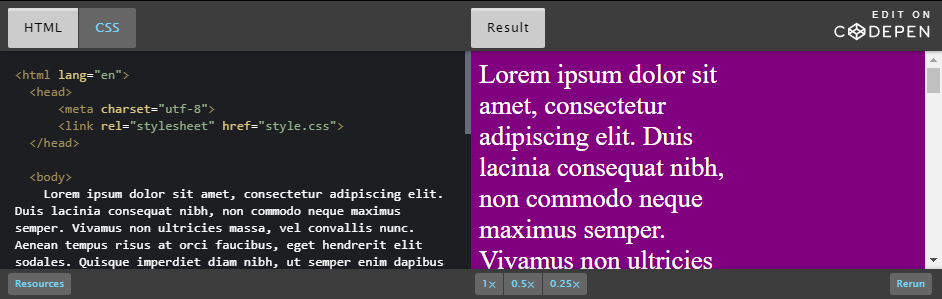 HTML CSS Result EDIT ON
CODEPEN
<html lang="en">
<head>
<meta charset="utf-8">
<link rel="stylesheet" href="style.css">
</head>
<body>
Lorem ipsum dolor sit amet, consectetur adipiscing elit.
Duis lacinia consequat nibh, non commodo neque maximus
semper. Vivamus non ultricies massa, vel convallis nunc.
Aenean tempus risus at orci faucibus, eget hendrerit elit
sodales. Quisque imperdiet diam nibh, ut semper enim dapibus
Lorem ipsum dolor sit
amet, consectetur
adipiscing elit. Duis
lacinia consequat nibh,
non commodo neque
maximus semper.
Vivamus non ultricies
Resources 1x 0.5x 0.25x Rerun